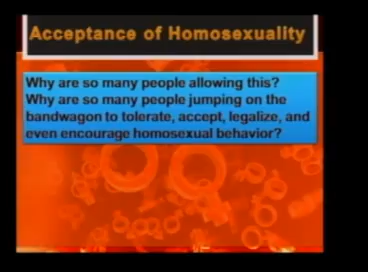 Acceptance of Homosexuality
Why are so many people allowing this?
Why are so many people jumping on the
bandwagon to tolerate, accept, legalize, and
even encourage homosexual behavior?